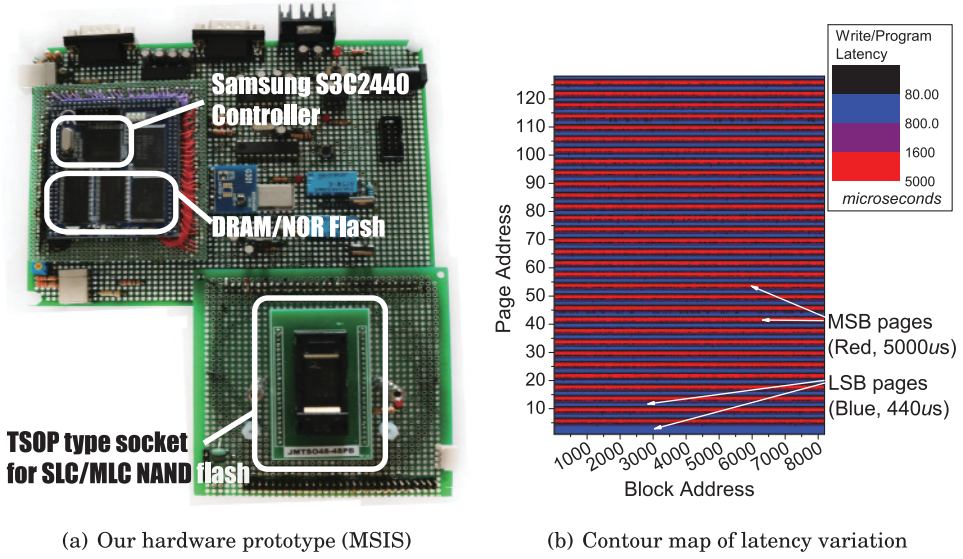 Samsung S3C2440
Controller
DRAM/NOR Flash
TSOP type socket
for SLC/MLC NAND flash
JMTSO48-48PB
(a) Our hardware prototype (MSIS)
Write/Program
Latency
80.00
800.0
1600
5000
microseconds
Page Address
120
110
100
90
80
70
60
50
40
30
20
10
MSB pages
(Red, 5000us)
LSB pages
(Blue, 440us)
1000
2000
3000
4000
5000
6000
7000
8000
Block Address
(b) Contour map of latency variation